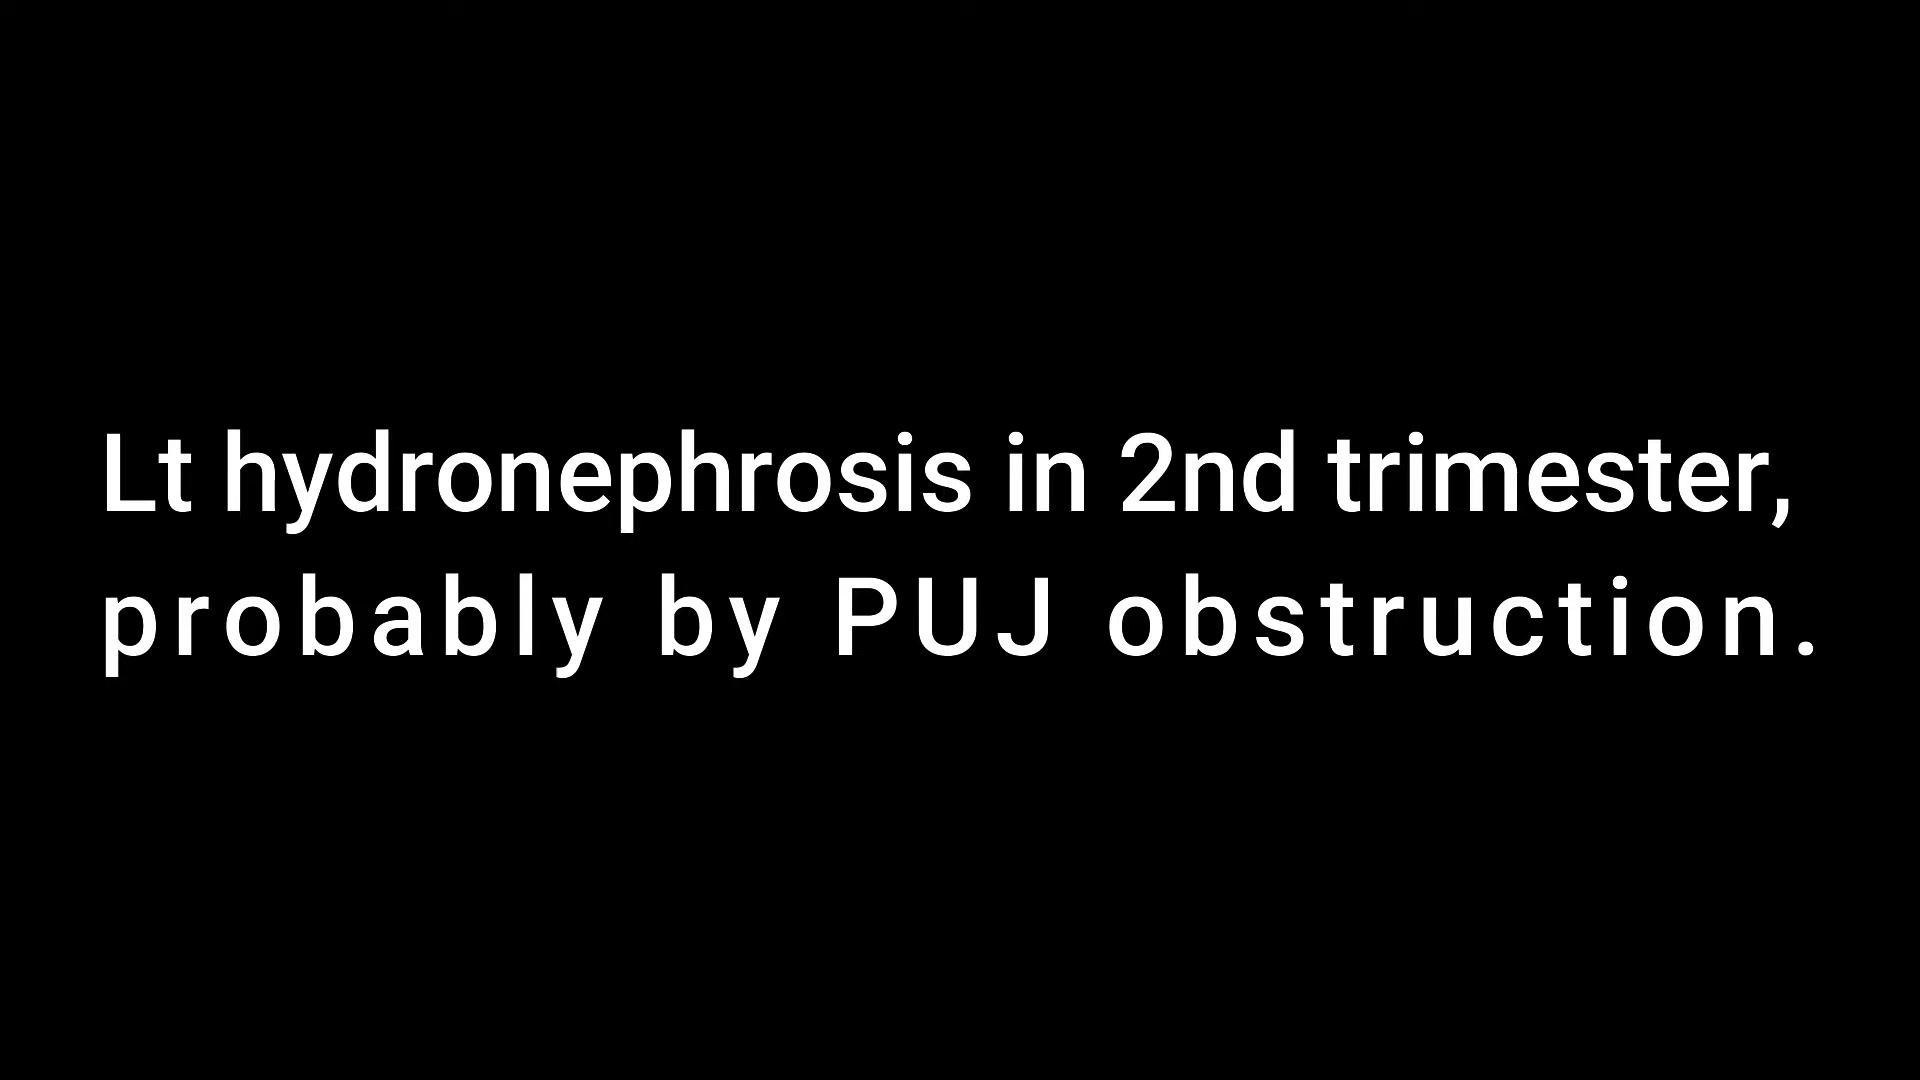 Lt hydronephrosis in 2nd trimester,
probably by PUJ obstruction.